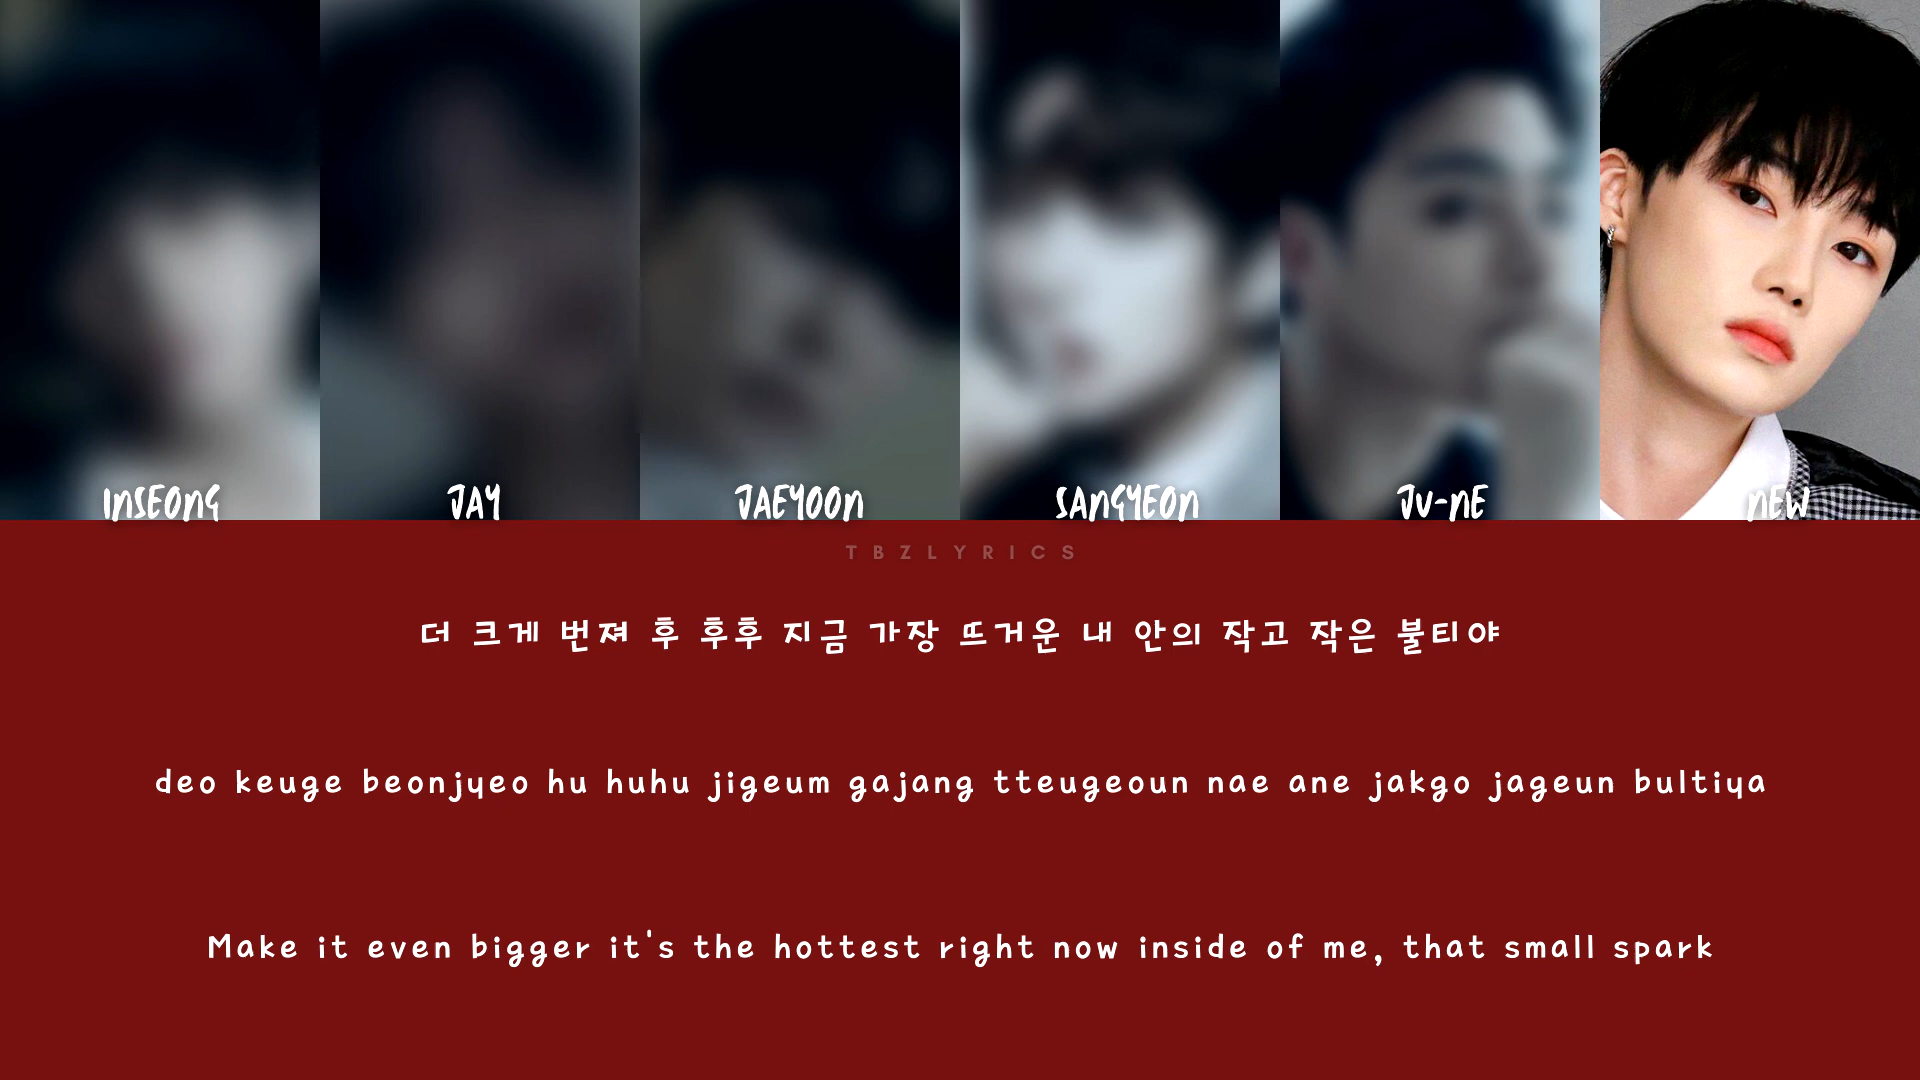 INSEONG JAY JAEYOON SANGYEON JU-NE NEW
TBZLYRICS
더 크게 번져 후 후후 지금 가장 뜨거운 내 안의 작고 작은 불티야
deo keuge beonjyeo hu huhu jigeum gajang tteugeoun nae ane jakgo jageun bultiya
Make it even bigger it's the hottest right now inside of me, that small spark